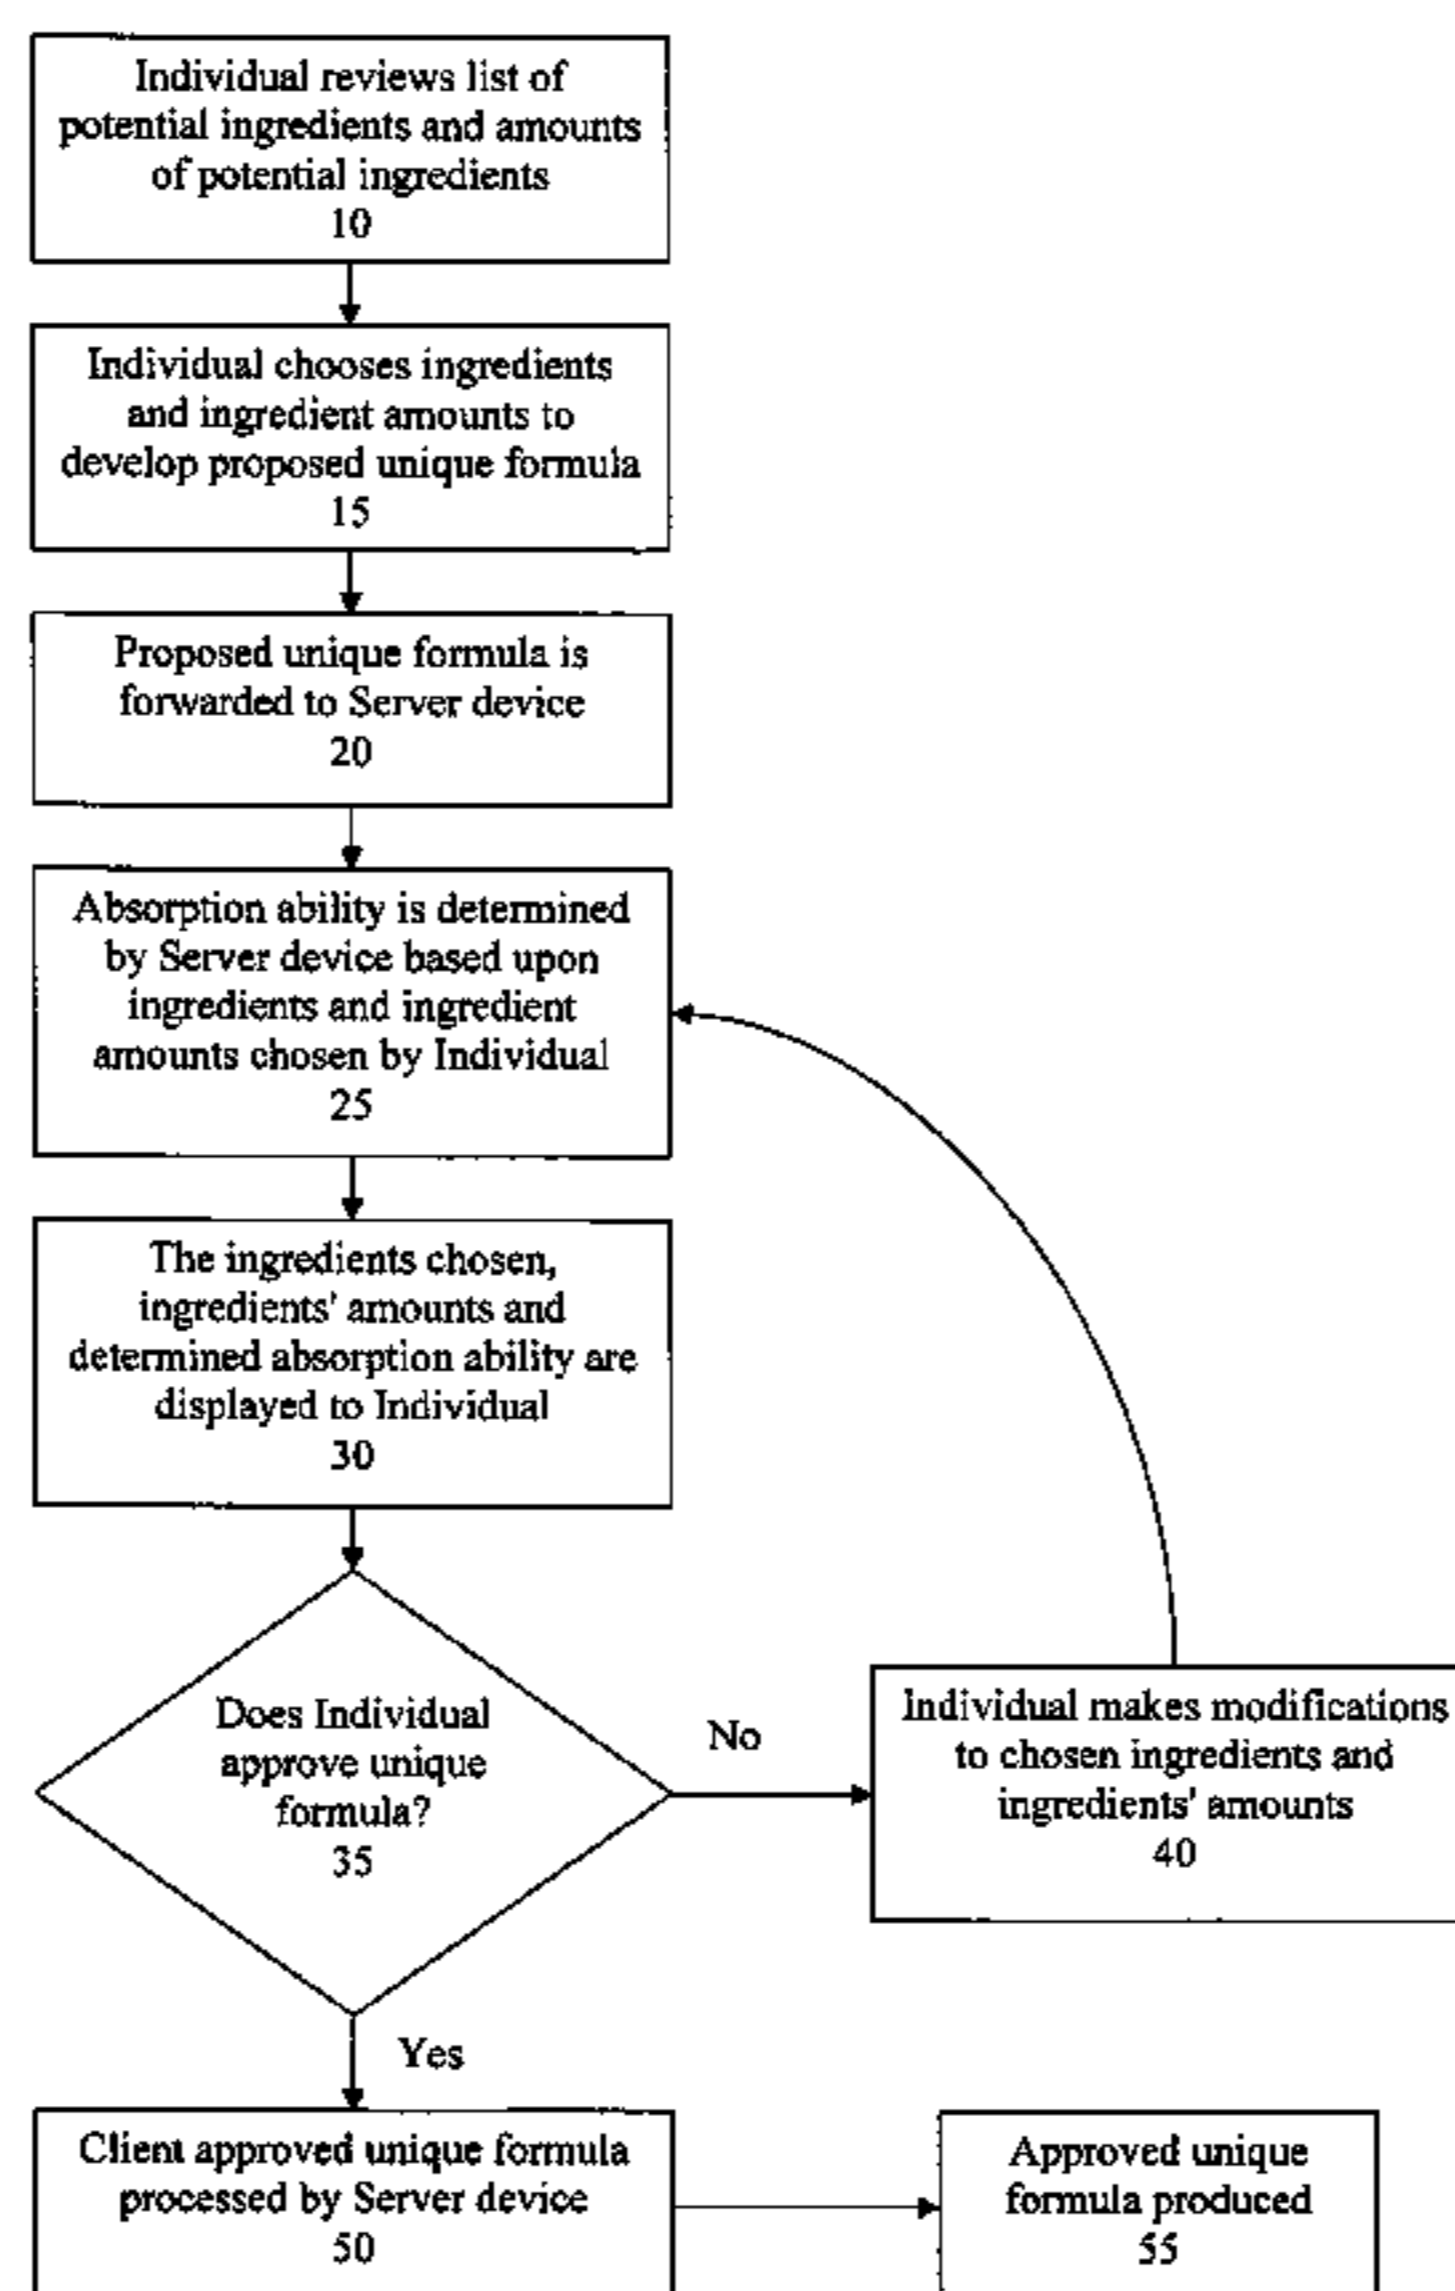 Individual reviews list of
potential ingredients and amounts
of potential ingredients
10
Individual chooses ingredients
and ingredient amounts to
develop proposed unique formula
15
Proposed unique formula is
forwarded to Server device
20
Absorption ability is determined
by Server device based upon
ingredients and ingredient
amounts chosen by Individual
25
The ingredients chosen,
ingredients' amounts and
determined absorption ability are
displayed to Individual
30
Does Individual
approve unique
formula?
35
No
Individual makes modifications
to chosen ingredients and
ingredients' amounts
40
Yes
Client approved unique formula
processed by Server device
50
Approved unique
formula produced
55